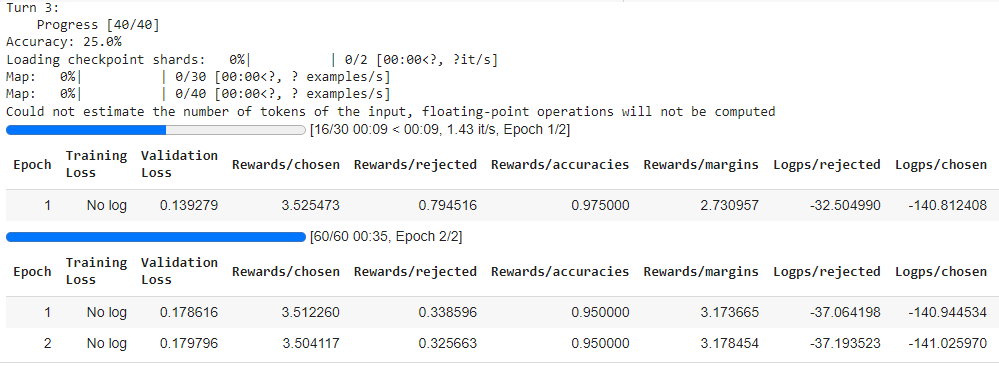 Turn 3:
Progress [40/40]
Accuracy: 25.0%
Loading checkpoint shards:   0%|          | 0/2 [00:00<?, ?it/s]
Map:   0%|          | 0/30 [00:00<?, ? examples/s]
Map:   0%|          | 0/40 [00:00<?, ? examples/s]
Could not estimate the number of tokens of the input, floating-point operations will not be computed
[16/30 00:09 < 00:09, 1.43 it/s, Epoch 1/2]
Epoch Training Loss Validation Loss Rewards/chosen Rewards/rejected Rewards/accuracies Rewards/margins Logps/rejected Logps/chosen
1 No log 0.139279 3.525473 0.794516 0.975000 2.730957 -32.504990 -140.812408
[60/60 00:35, Epoch 2/2]
Epoch Training Loss Validation Loss Rewards/chosen Rewards/rejected Rewards/accuracies Rewards/margins Logps/rejected Logps/chosen
1 No log 0.178616 3.512260 0.338596 0.950000 3.173665 -37.064198 -140.944534
2 No log 0.179796 3.504117 0.325663 0.950000 3.178454 -37.193523 -141.025970